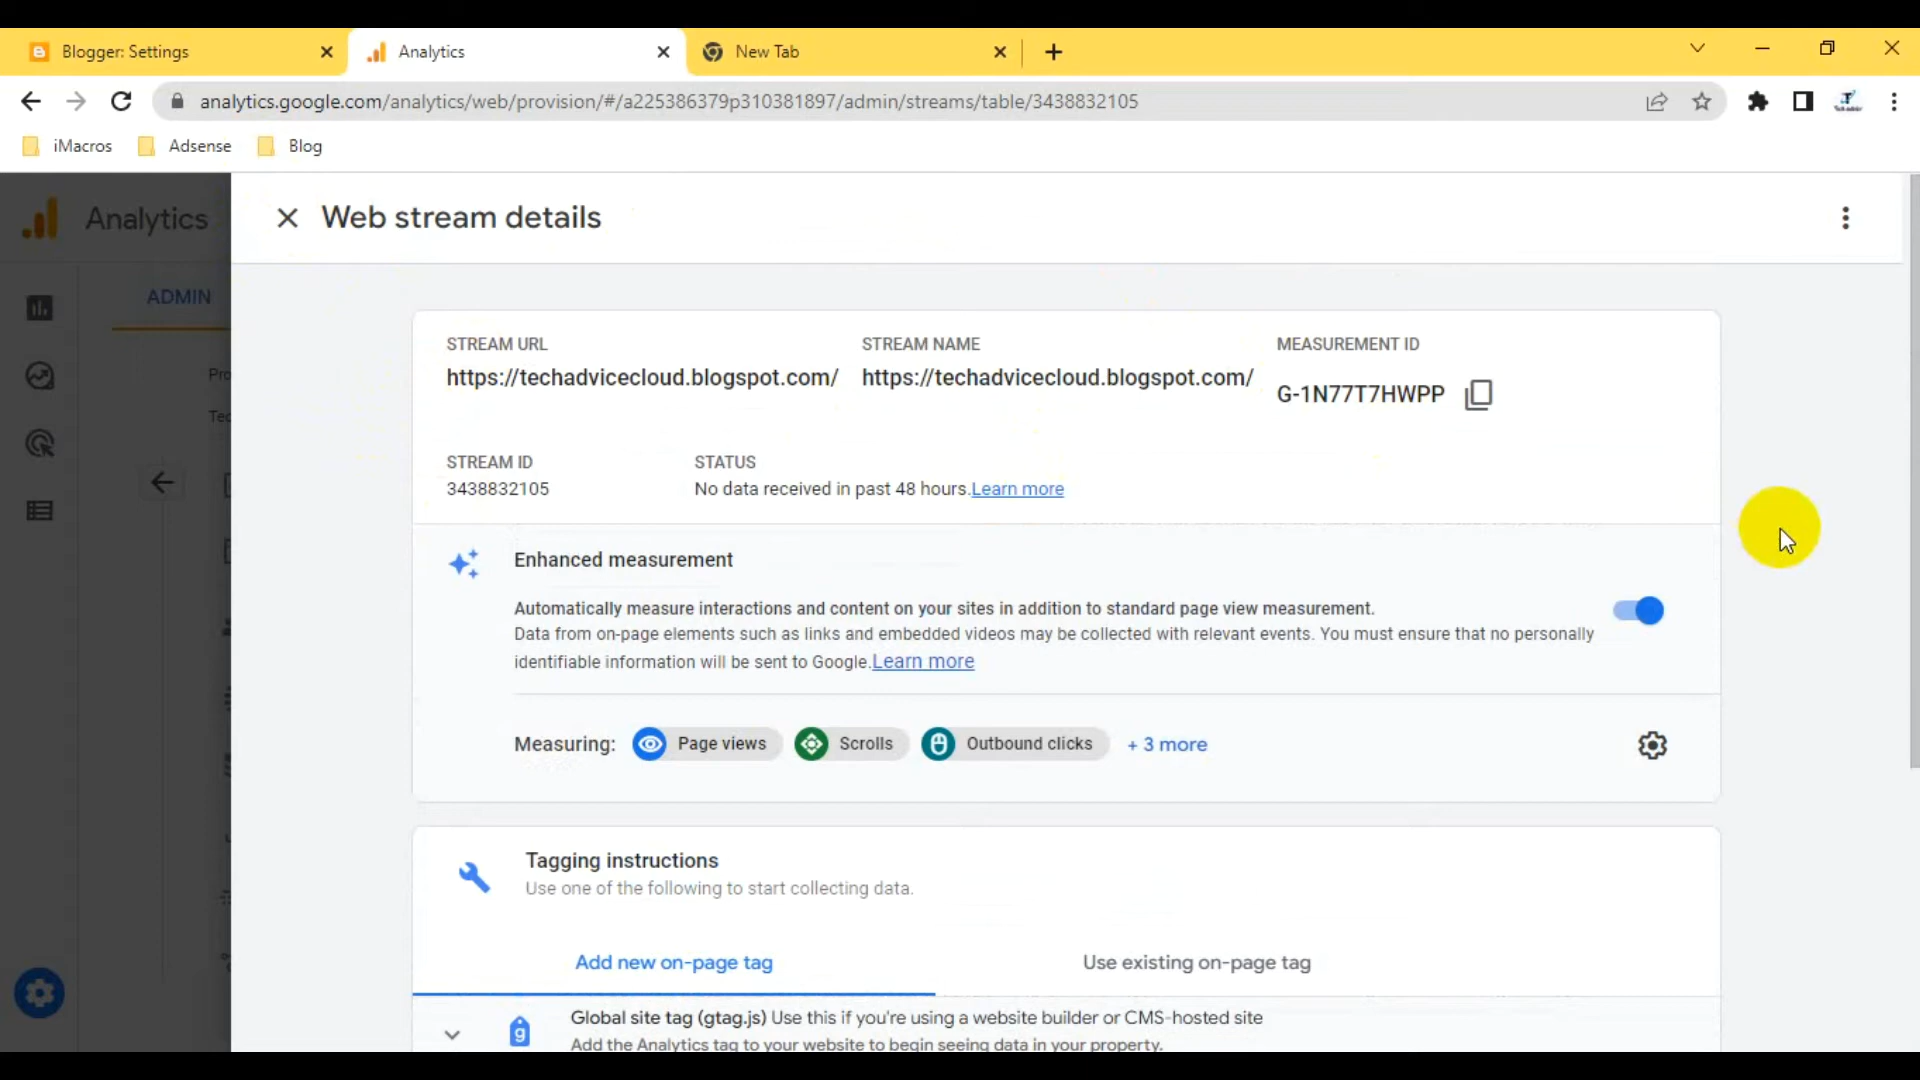 Blogger: Settings
Analytics
New Tab
analytics.google.com/analytics/web/provision/#/a225386379p310381897/admin/streams/table/3438832105
iMacros
Adsense
Blog
Analytics
Web stream details
ADMIN
STREAM URL
STREAM NAME
MEASUREMENT ID
https://techadvicecloud.blogspot.com/
https://techadvicecloud.blogspot.com/
G-1N77T7HWPP
STREAM ID
STATUS
3438832105
No data received in past 48 hours.Learn more
Enhanced measurement
Automatically measure interactions and content on your sites in addition to standard page view measurement.
Data from on-page elements such as links and embedded videos may be collected with relevant events. You must ensure that no personally
identifiable information will be sent to Google.Learn more
Measuring:
Page views
Scrolls
Outbound clicks
+ 3 more
Tagging instructions
Use one of the following to start collecting data.
Add new on-page tag
Use existing on-page tag
g
Global site tag (gtag.js) Use this if you're using a website builder or CMS-hosted site
Add the Analytics tag to your website to begin seeing data in your property.